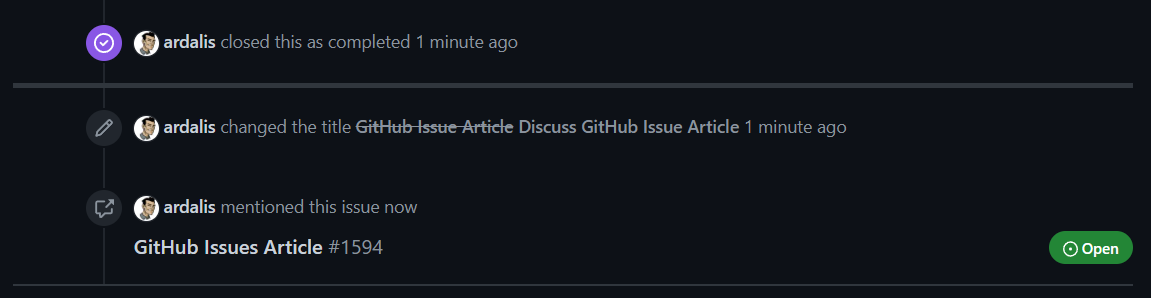 ardalis closed this as completed 1 minute ago
ardalis changed the title GitHub Issue Article Discuss GitHub Issue Article 1 minute ago
ardalis mentioned this issue now
GitHub Issues Article #1594
Open